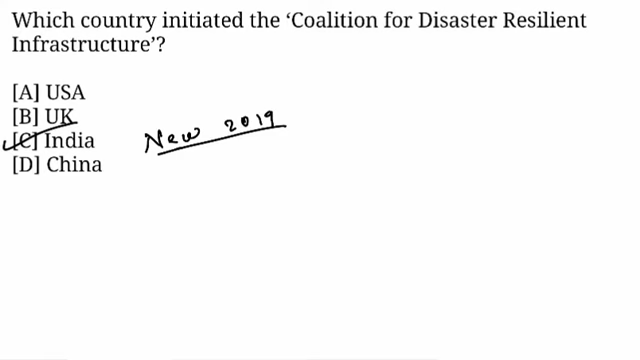 Which country initiated the ‘Coalition for Disaster Resilient
Infrastructure’?
[A] USA
[B] UK
[C] India
New 2019
[D] China